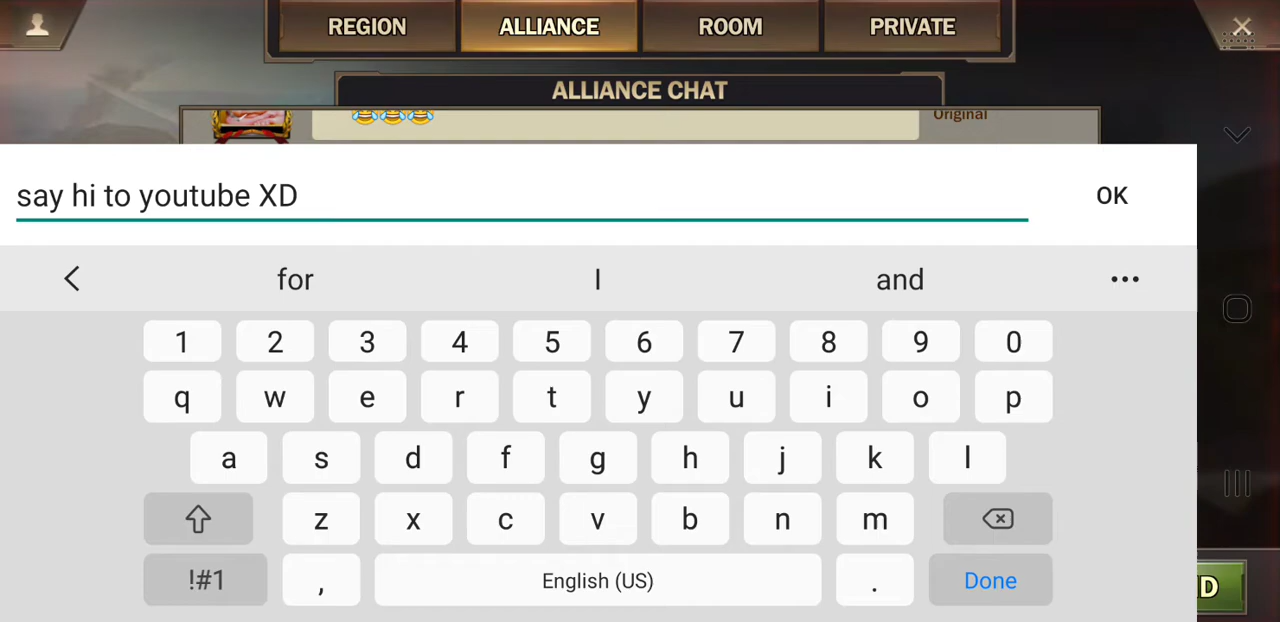 REGION ALLIANCE ROOM PRIVATE
ALLIANCE CHAT
Original
say hi to youtube XD OK
for I and
1 2 3 4 5 6 7 8 9 0
q w e r t y u i o p
a s d f g h j k l
z x c v b n m
!#1 , English (US) . Done
D